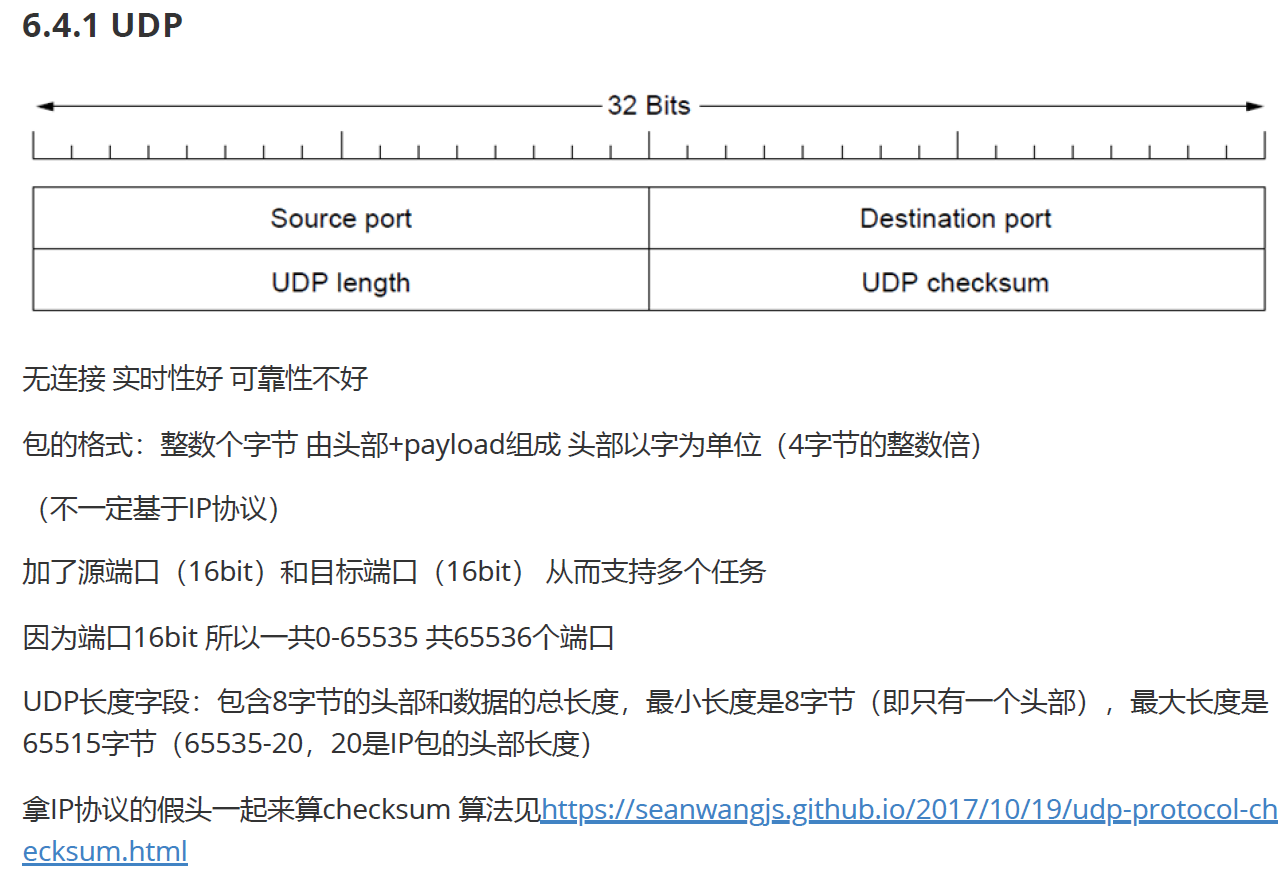 6.4.1 UDP
32 Bits
Source port Destination port
UDP length UDP checksum
无连接 实时性好 可靠性不好
包的格式：整数个字节 由头部+payload组成 头部以字为单位（4字节的整数倍）
（不一定基于IP协议）
加了源端口（16bit）和目标端口（16bit） 从而支持多个任务
因为端口16bit 所以一共0-65535 共65536个端口
UDP长度字段：包含8字节的头部和数据的总长度，最小长度是8字节（即只有一个头部），最大长度是
65515字节（65535-20，20是IP包的头部长度）
拿IP协议的假头一起来算checksum 算法见https://seanwangjs.github.io/2017/10/19/udp-protocol-ch
ecksum.html